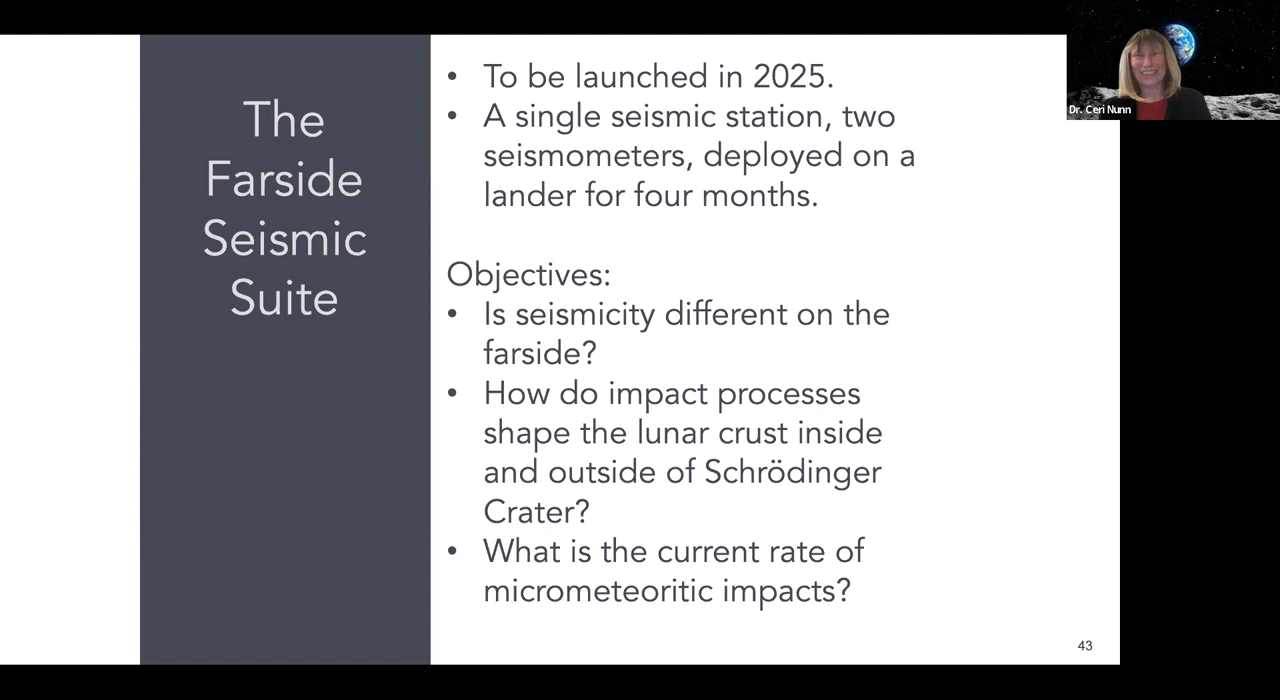 The
Farside
Seismic
Suite
• To be launched in 2025.
• A single seismic station, two
seismometers, deployed on a
lander for four months.
Objectives:
• Is seismicity different on the
farside?
• How do impact processes
shape the lunar crust inside
and outside of Schrödinger
Crater?
• What is the current rate of
micrometeoritic impacts?
43
Dr. Ceri Nunn